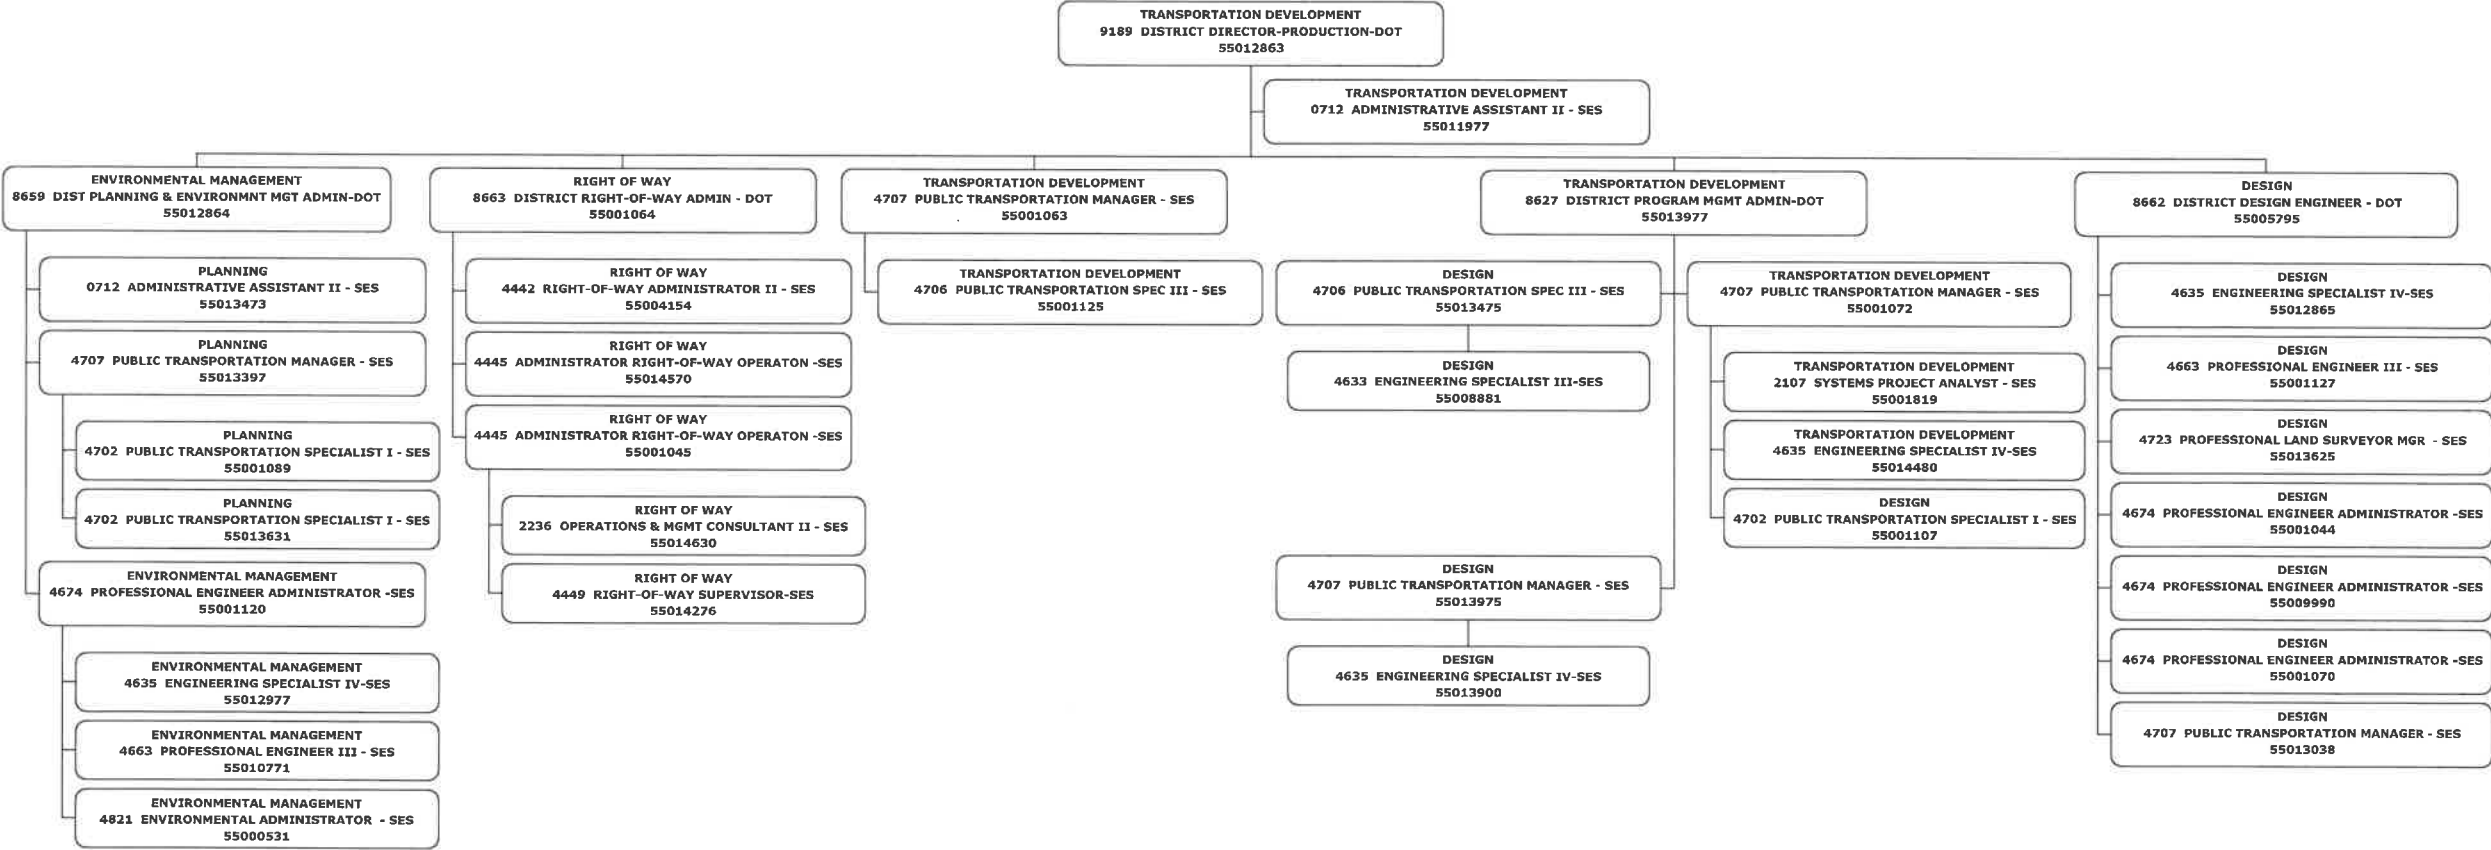 TRANSPORTATION DEVELOPMENT
9189 DISTRICT DIRECTOR-PRODUCTION-DOT
55012863
TRANSPORTATION DEVELOPMENT
0712 ADMINISTRATIVE ASSISTANT II - SES
55011977
ENVIRONMENTAL MANAGEMENT
8659 DIST PLANNING & ENVIRONMNT MGT ADMIN-DOT
55012864
PLANNING
0712 ADMINISTRATIVE ASSISTANT II - SES
55013473
PLANNING
4707 PUBLIC TRANSPORTATION MANAGER - SES
55013397
PLANNING
4702 PUBLIC TRANSPORTATION SPECIALIST I - SES
55001089
PLANNING
4702 PUBLIC TRANSPORTATION SPECIALIST I - SES
55013631
ENVIRONMENTAL MANAGEMENT
4674 PROFESSIONAL ENGINEER ADMINISTRATOR -SES
55001120
ENVIRONMENTAL MANAGEMENT
4635 ENGINEERING SPECIALIST IV-SES
55012977
ENVIRONMENTAL MANAGEMENT
4663 PROFESSIONAL ENGINEER III - SES
55010771
ENVIRONMENTAL MANAGEMENT
4821 ENVIRONMENTAL ADMINISTRATOR - SES
55000531
RIGHT OF WAY
8663 DISTRICT RIGHT-OF-WAY ADMIN - DOT
55001064
RIGHT OF WAY
4442 RIGHT-OF-WAY ADMINISTRATOR II - SES
55004154
RIGHT OF WAY
4445 ADMINISTRATOR RIGHT-OF-WAY OPERATON -SES
55014570
RIGHT OF WAY
4445 ADMINISTRATOR RIGHT-OF-WAY OPERATON -SES
55001045
RIGHT OF WAY
2236 OPERATIONS & MGMT CONSULTANT II - SES
55014630
RIGHT OF WAY
4449 RIGHT-OF-WAY SUPERVISOR-SES
55014276
TRANSPORTATION DEVELOPMENT
4707 PUBLIC TRANSPORTATION MANAGER - SES
55001063
TRANSPORTATION DEVELOPMENT
4706 PUBLIC TRANSPORTATION SPEC III - SES
55001125
TRANSPORTATION DEVELOPMENT
8627 DISTRICT PROGRAM MGMT ADMIN-DOT
55013977
DESIGN
4706 PUBLIC TRANSPORTATION SPEC III - SES
55013475
DESIGN
4633 ENGINEERING SPECIALIST III-SES
55008881
DESIGN
4707 PUBLIC TRANSPORTATION MANAGER - SES
55013975
DESIGN
4635 ENGINEERING SPECIALIST IV-SES
55013900
TRANSPORTATION DEVELOPMENT
4707 PUBLIC TRANSPORTATION MANAGER - SES
55001072
TRANSPORTATION DEVELOPMENT
2107 SYSTEMS PROJECT ANALYST - SES
55001819
TRANSPORTATION DEVELOPMENT
4635 ENGINEERING SPECIALIST IV-SES
55014480
DESIGN
4702 PUBLIC TRANSPORTATION SPECIALIST I - SES
55001107
DESIGN
8662 DISTRICT DESIGN ENGINEER - DOT
55005795
DESIGN
4635 ENGINEERING SPECIALIST IV-SES
55012865
DESIGN
4663 PROFESSIONAL ENGINEER III - SES
55001127
DESIGN
4723 PROFESSIONAL LAND SURVEYOR MGR - SES
55013625
DESIGN
4674 PROFESSIONAL ENGINEER ADMINISTRATOR -SES
55001044
DESIGN
4674 PROFESSIONAL ENGINEER ADMINISTRATOR -SES
55009990
DESIGN
4674 PROFESSIONAL ENGINEER ADMINISTRATOR -SES
55001070
DESIGN
4707 PUBLIC TRANSPORTATION MANAGER - SES
55013038